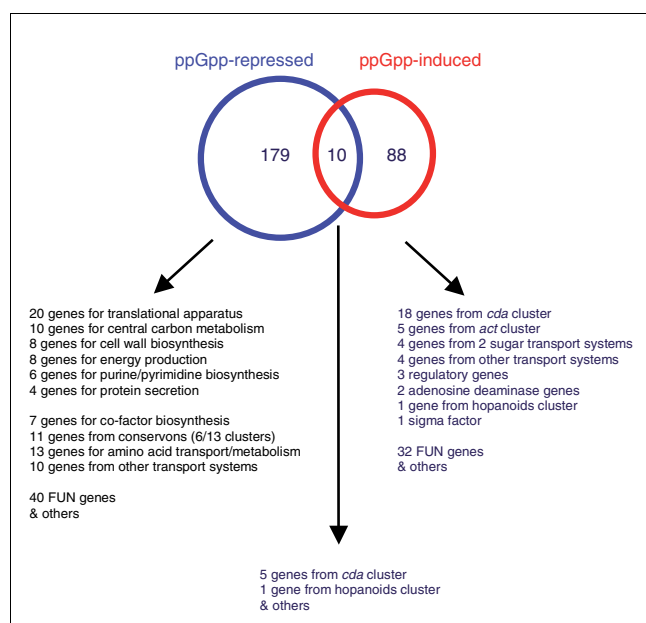 ppGpp-repressed
ppGpp-induced
179
10
88
20 genes for translational apparatus
10 genes for central carbon metabolism
8 genes for cell wall biosynthesis
8 genes for energy production
6 genes for purine/pyrimidine biosynthesis
4 genes for protein secretion
7 genes for co-factor biosynthesis
11 genes from conservons (6/13 clusters)
13 genes for amino acid transport/metabolism
10 genes from other transport systems
40 FUN genes
& others
18 genes from cda cluster
5 genes from act cluster
4 genes from 2 sugar transport systems
4 genes from other transport systems
3 regulatory genes
2 adenosine deaminase genes
1 gene from hopanoids cluster
1 sigma factor
32 FUN genes
& others
5 genes from cda cluster
1 gene from hopanoids cluster
& others